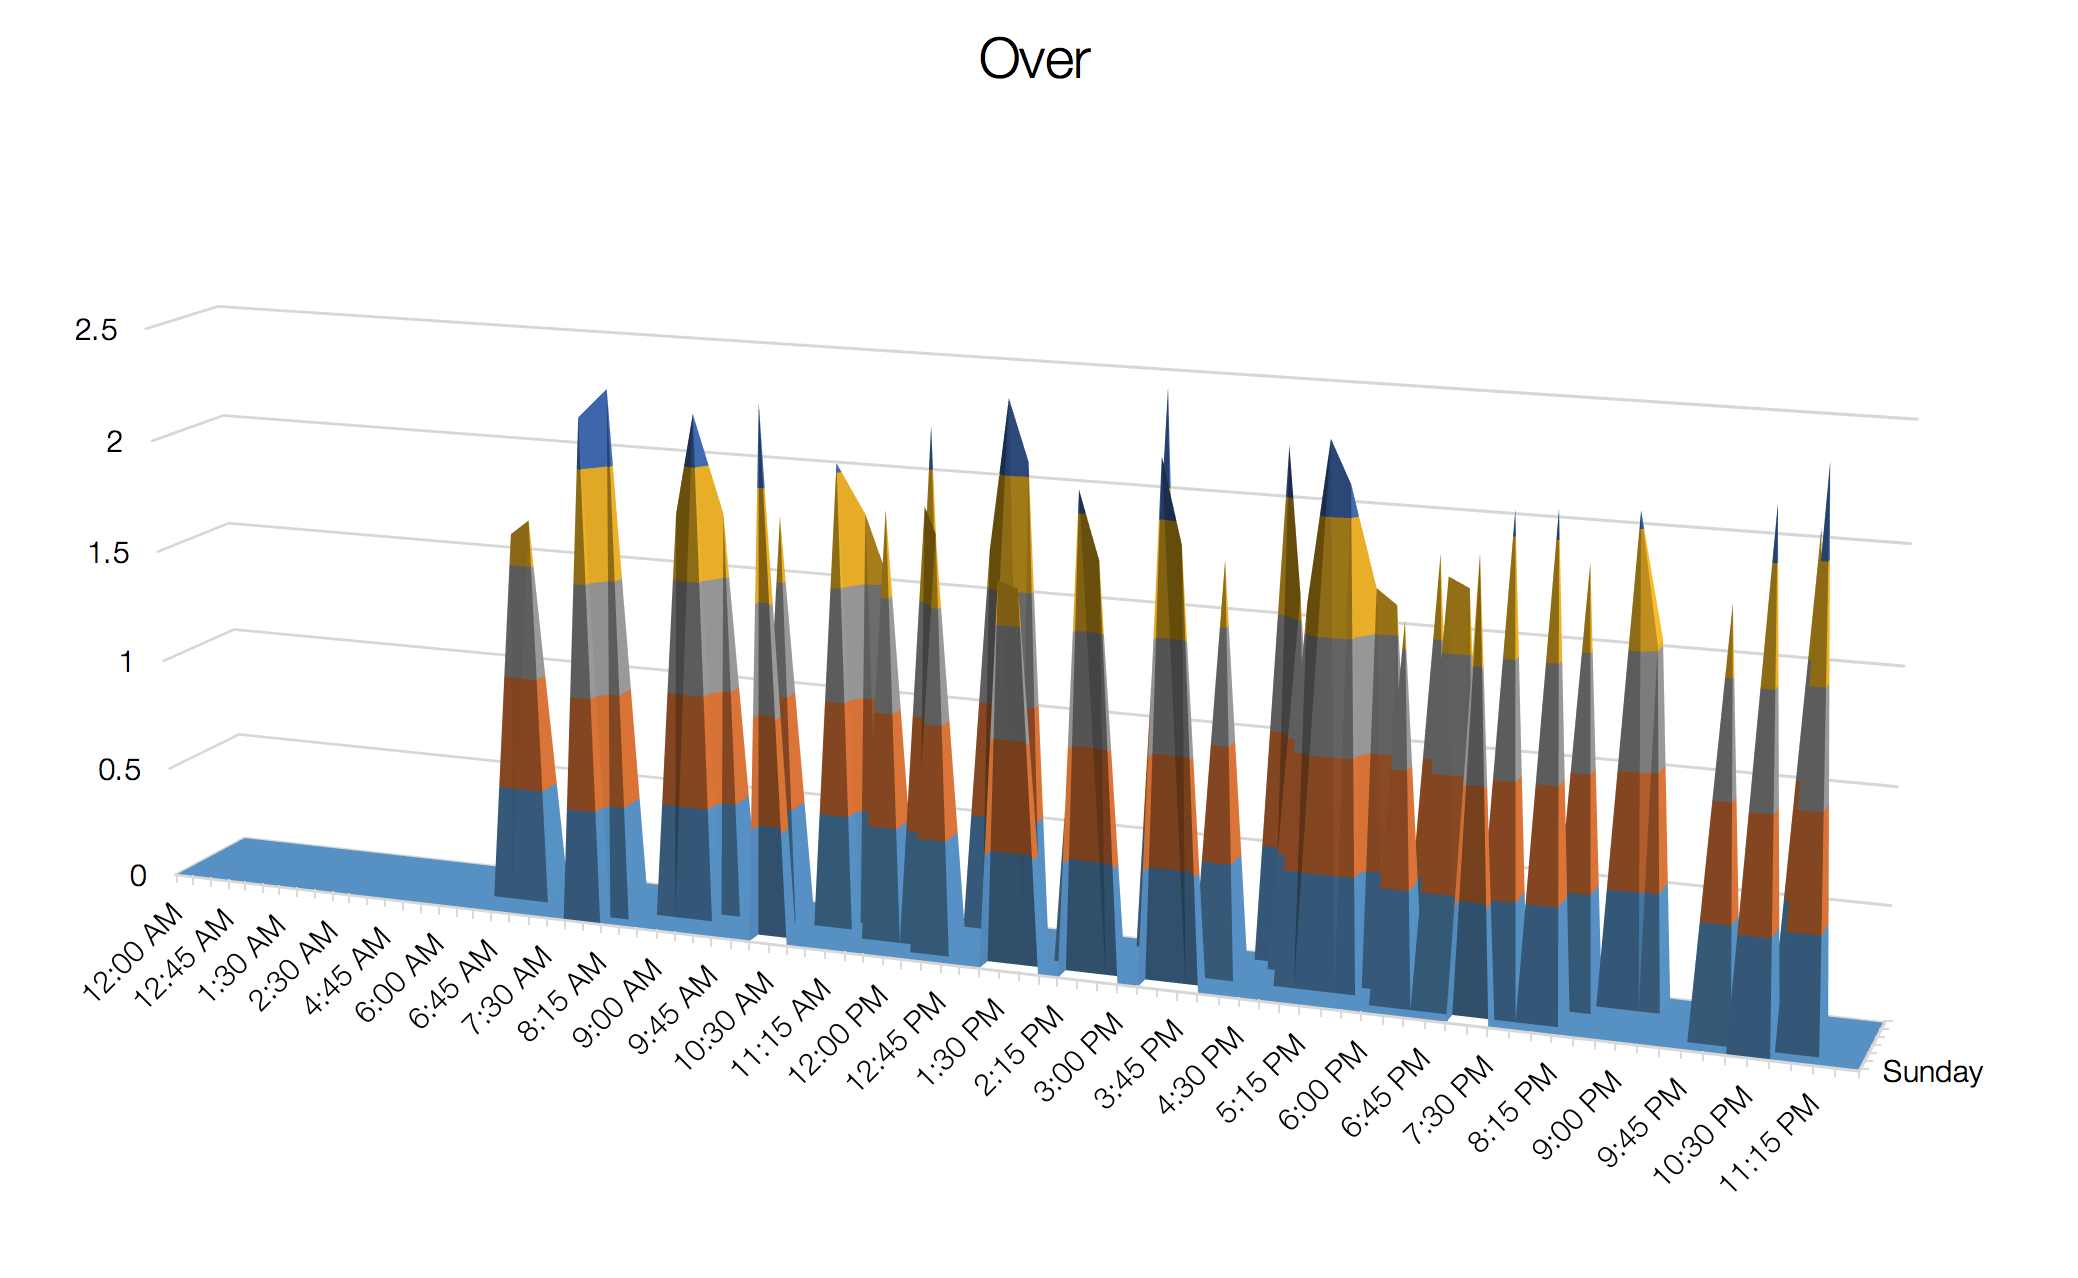 Over
2.5
2
1.5
1
0.5
0
12:00 AM
12:45 AM
1:30 AM
2:30 AM
4:45 AM
6:00 AM
6:45 AM
7:30 AM
8:15 AM
9:00 AM
9:45 AM
10:30 AM
11:15 AM
12:00 PM
12:45 PM
1:30 PM
2:15 PM
3:00 PM
3:45 PM
4:30 PM
5:15 PM
6:00 PM
6:45 PM
7:30 PM
8:15 PM
9:00 PM
9:45 PM
10:30 PM
11:15 PM
Sunday